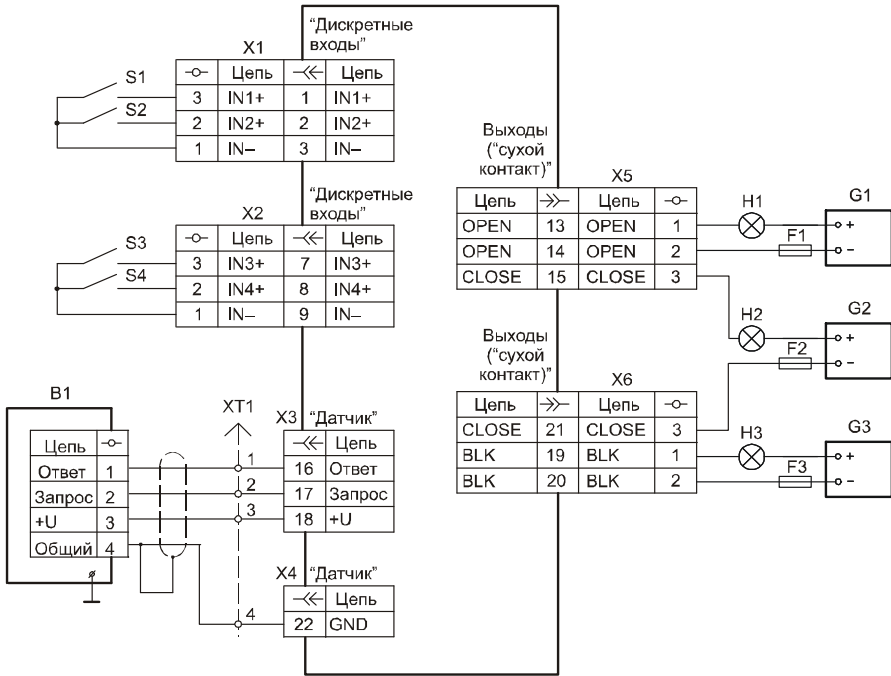 “Дискретные
входы”
X1
Цепь Цепь
3 IN1+ 1 IN1+
2 IN2+ 2 IN2+
1 IN– 3 IN–
S1
S2
“Дискретные
входы”
X2
Цепь Цепь
3 IN3+ 7 IN3+
2 IN4+ 8 IN4+
1 IN– 9 IN–
S3
S4
B1
Цепь
Ответ 1
Запрос 2
+U 3
Общий 4
XT1
1
2
3
4
X3 “Датчик”
Цепь
16 Ответ
17 Запрос
18 +U
X4 “Датчик”
Цепь
22 GND
Выходы
(“сухой
контакт)”
X5
Цепь Цепь
OPEN 13 OPEN 1
OPEN 14 OPEN 2
CLOSE 15 CLOSE 3
Выходы
(“сухой
контакт)”
X6
Цепь Цепь
CLOSE 21 CLOSE 3
BLK 19 BLK 1
BLK 20 BLK 2
H1
F1
G1
+
–
H2
F2
G2
+
–
H3
F3
G3
+
–